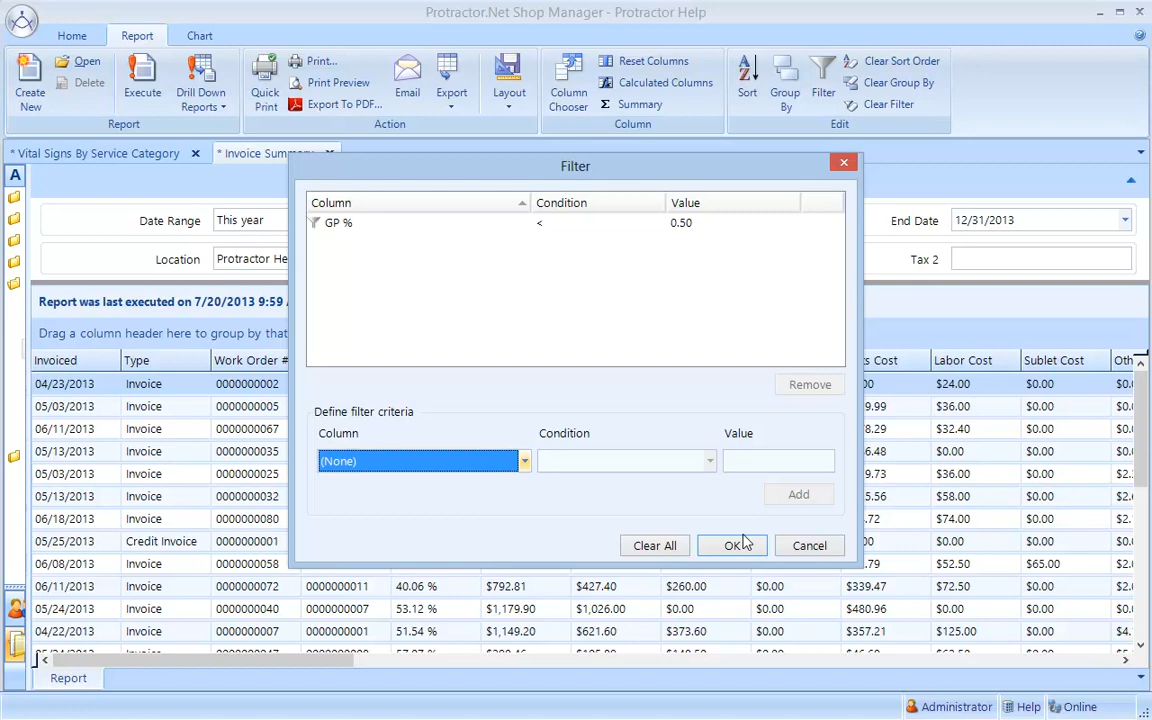 Protractor.Net Shop Manager - Protractor Help
Home Report Chart
Create New
Open
Delete
Execute
Drill Down Reports
Report
Quick Print
Print...
Print Preview
Export To PDF...
Email
Export
Action
Layout
Column Chooser
Reset Columns
Calculated Columns
Σ Summary
Column
Sort
Group By
Filter
Clear Sort Order
Clear Group By
Clear Filter
Edit
* Vital Signs By Service Category * Invoice Summary
A
Date Range This year End Date 12/31/2013
Location Protractor He Tax 2
Report was last executed on 7/20/2013 9:59
Drag a column header here to group by that
Filter
Column Condition Value
GP % < 0.50
Remove
Define filter criteria
Column Condition Value
(None)
Add
Clear All OK Cancel
Invoiced Type Work Order # s Cost Labor Cost Sublet Cost Oth
04/23/2013 Invoice 0000000002 00 $24.00 $0.00 $0.
05/03/2013 Invoice 0000000005 9.99 $36.00 $0.00 $0.
06/11/2013 Invoice 0000000067 8.29 $32.40 $0.00 $0.
05/13/2013 Invoice 0000000035 6.48 $0.00 $0.00 $0.
05/03/2013 Invoice 0000000025 9.73 $36.00 $0.00 $2.
05/13/2013 Invoice 0000000032 5.56 $58.00 $0.00 $2.
06/18/2013 Invoice 0000000080 .72 $74.00 $0.00 $2.
05/25/2013 Credit Invoice 0000000001 $0.00 $0.00 $0.
06/08/2013 Invoice 0000000058 .79 $52.50 $65.00 $0.
06/11/2013 Invoice 0000000072 0000000011 40.06 % $792.81 $427.40 $260.00 $0.00 $339.47 $72.50 $0.00 $0.
05/24/2013 Invoice 0000000040 0000000007 53.12 % $1,179.90 $1,026.00 $0.00 $0.00 $480.96 $0.00 $0.00 $0.
04/22/2013 Invoice 0000000007 0000000001 51.54 % $1,149.20 $621.60 $373.60 $0.00 $357.21 $125.00 $0.00 $4.
Report
Administrator Help Online